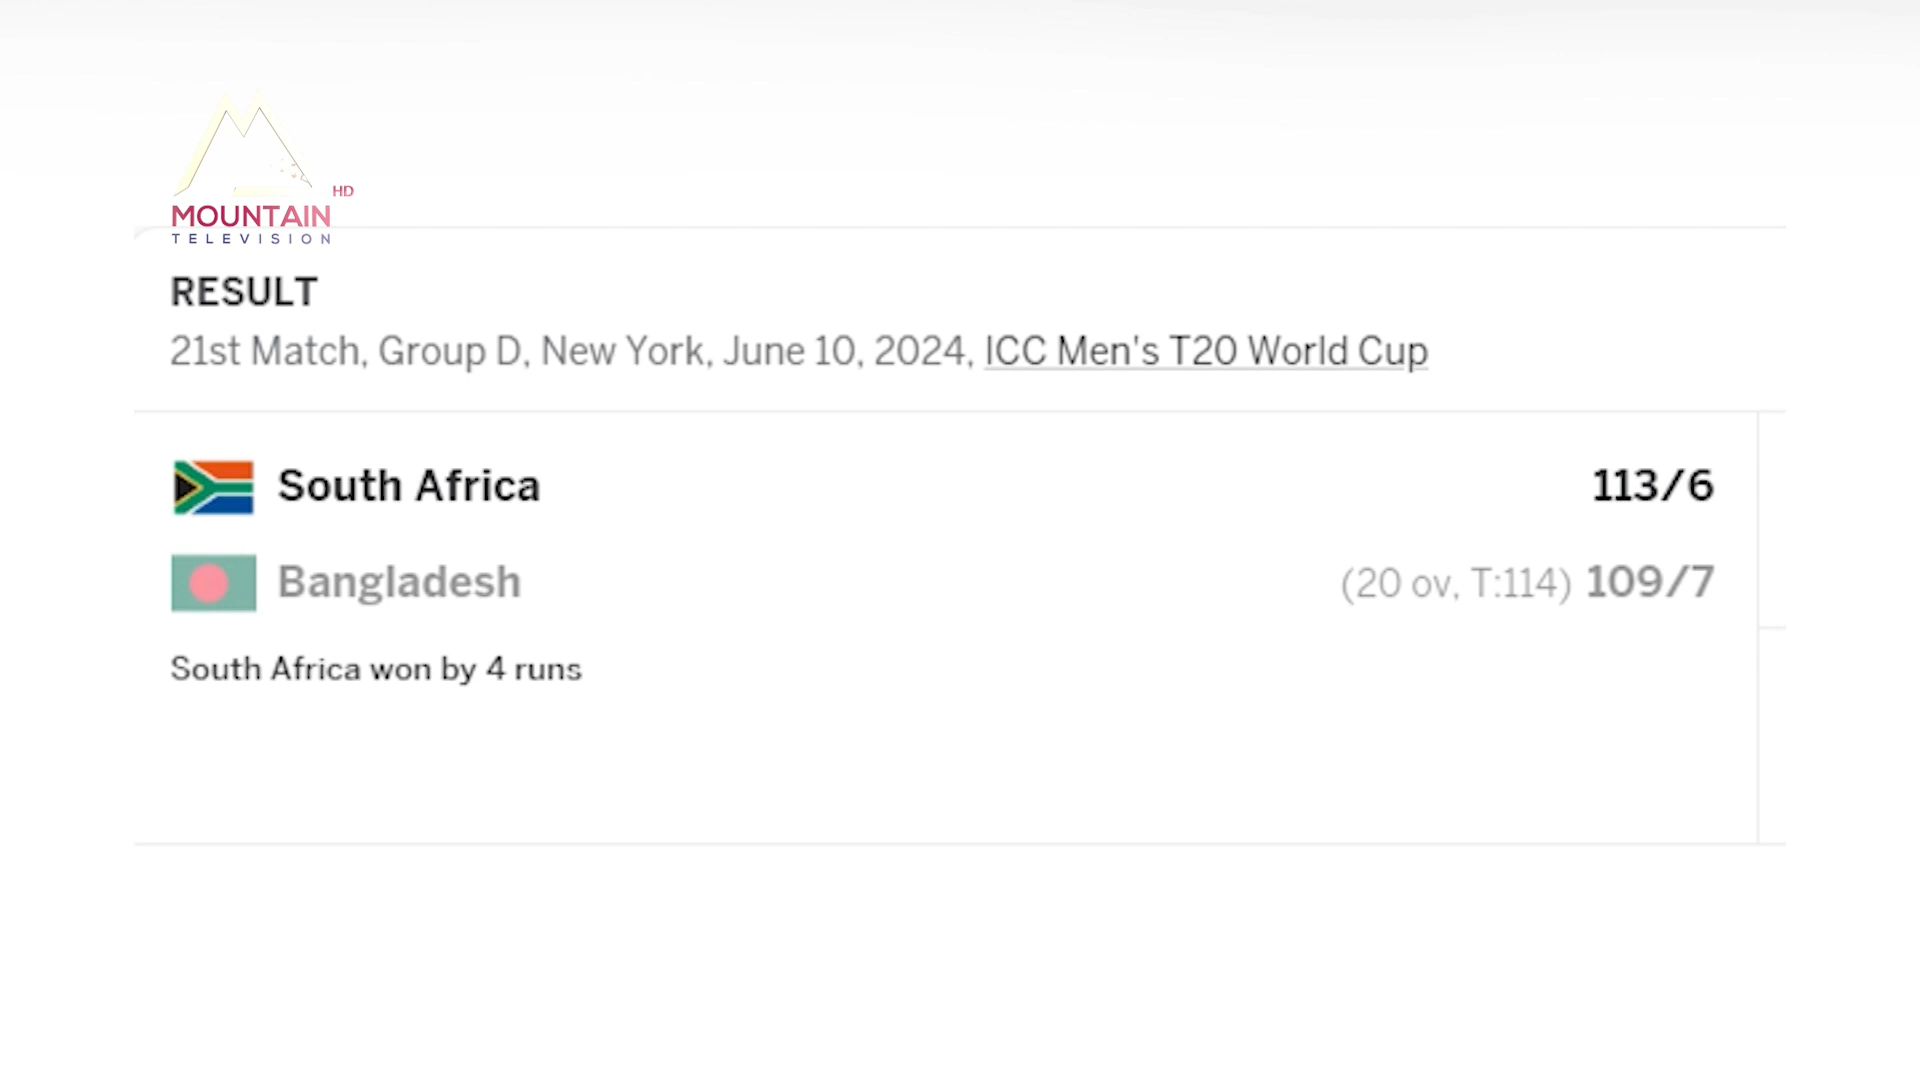 HD
MOUNTAIN
TELEVISION
RESULT
21st Match, Group D, New York, June 10, 2024, ICC Men's T20 World Cup
South Africa 113/6
Bangladesh (20 ov, T:114) 109/7
South Africa won by 4 runs